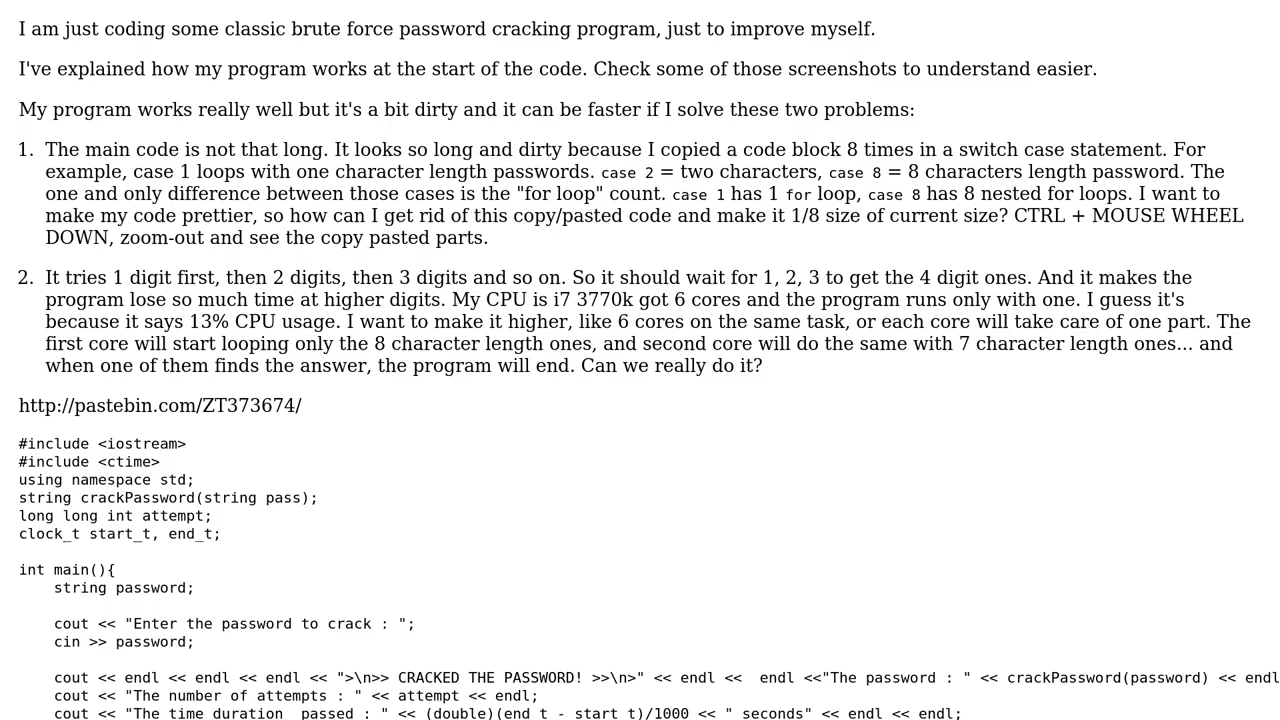 I am just coding some classic brute force password cracking program, just to improve myself.
I've explained how my program works at the start of the code. Check some of those screenshots to understand easier.
My program works really well but it's a bit dirty and it can be faster if I solve these two problems:
1. The main code is not that long. It looks so long and dirty because I copied a code block 8 times in a switch case statement. For
example, case 1 loops with one character length passwords. case 2 = two characters, case 8 = 8 characters length password. The
one and only difference between those cases is the "for loop" count. case 1 has 1 for loop, case 8 has 8 nested for loops. I want to
make my code prettier, so how can I get rid of this copy/pasted code and make it 1/8 size of current size? CTRL + MOUSE WHEEL
DOWN, zoom-out and see the copy pasted parts.
2. It tries 1 digit first, then 2 digits, then 3 digits and so on. So it should wait for 1, 2, 3 to get the 4 digit ones. And it makes the
program lose so much time at higher digits. My CPU is i7 3770k got 6 cores and the program runs only with one. I guess it's
because it says 13% CPU usage. I want to make it higher, like 6 cores on the same task, or each core will take care of one part. The
first core will start looping only the 8 character length ones, and second core will do the same with 7 character length ones... and
when one of them finds the answer, the program will end. Can we really do it?
http://pastebin.com/ZT373674/
#include <iostream>
#include <ctime>
using namespace std;
string crackPassword(string pass);
long long int attempt;
clock_t start_t, end_t;
int main(){
    string password;
    cout << "Enter the password to crack : ";
    cin >> password;
    cout << endl << endl << endl << ">\n>> CRACKED THE PASSWORD! >>\n>" << endl <<  endl <<"The password : " << crackPassword(password) << endl
    cout << "The number of attempts : " << attempt << endl;
    cout << "The time duration  passed : " << (double)(end_t - start_t)/1000 << " seconds" << endl << endl;